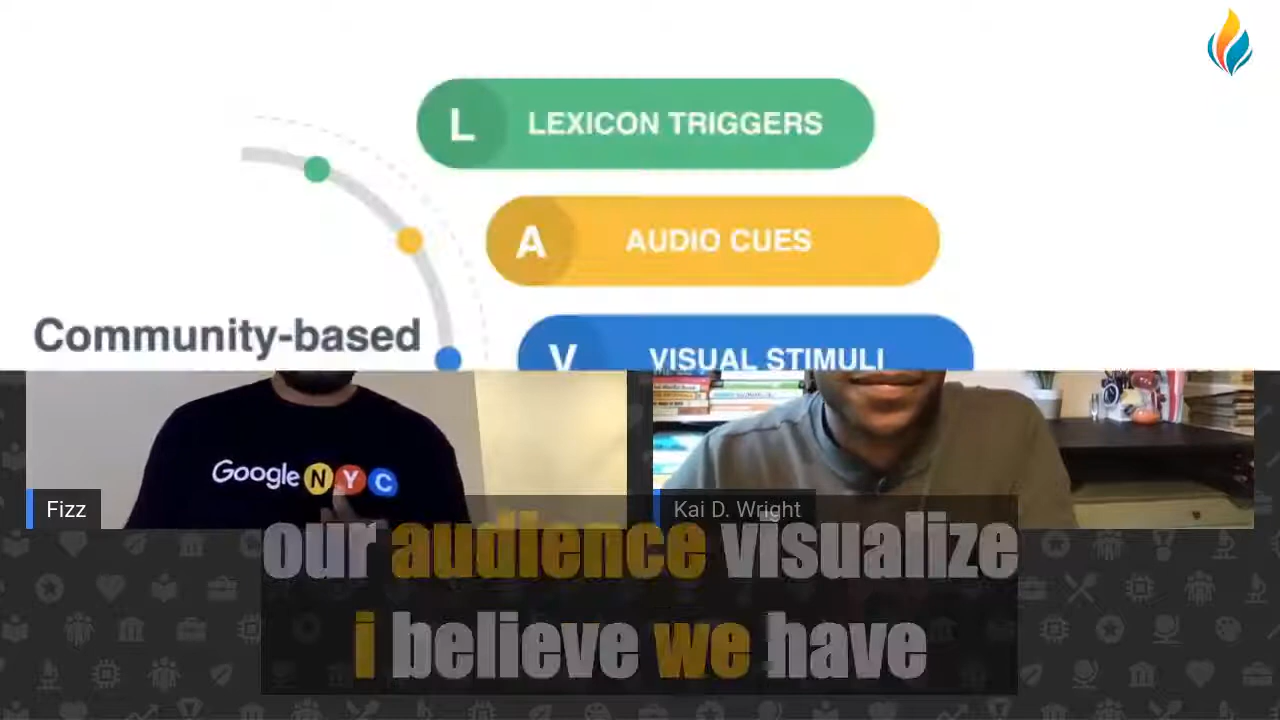 L LEXICON TRIGGERS
A AUDIO CUES
Community-based
V VISUAL STIMULI
Google NYC
Fizz
Kai D. Wright
our audience visualize
i believe we have